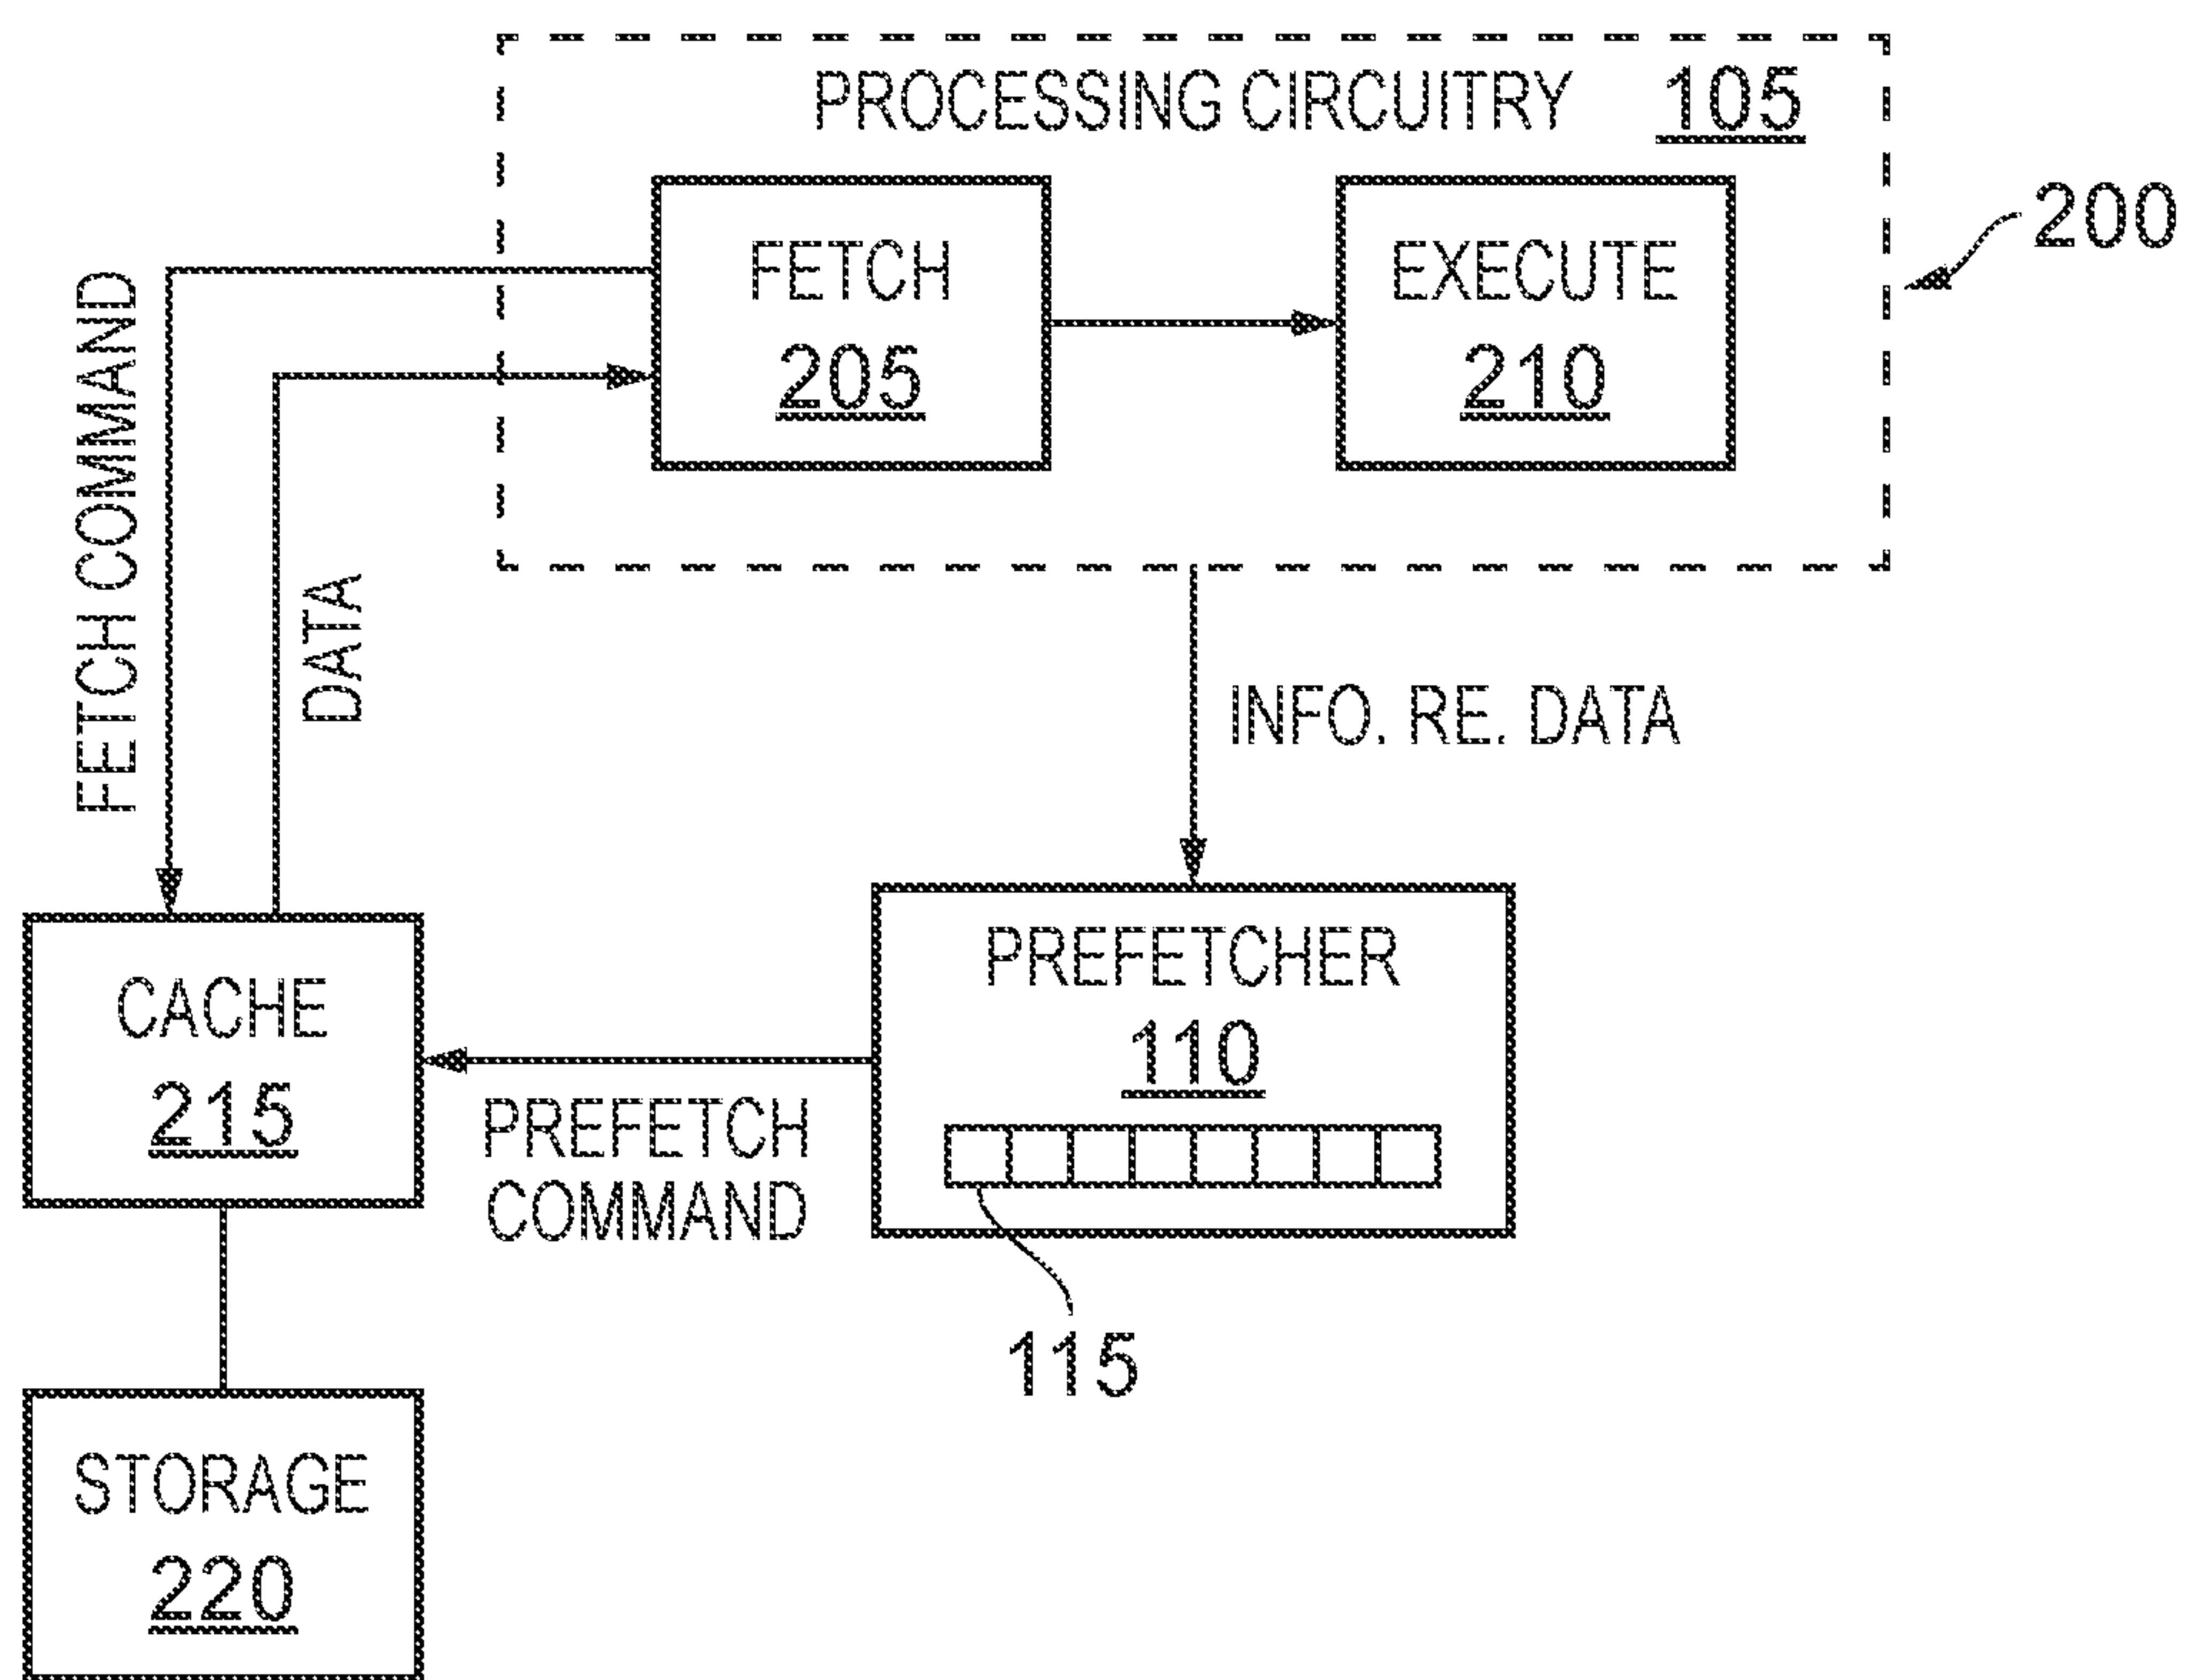 PROCESSING CIRCUITRY 105
200
FETCH
205
EXECUTE
210
FETCH COMMAND
DATA
INFO. RE. DATA
PREFETCHER
110
CACHE
215
PREFETCH
COMMAND
115
STORAGE
220